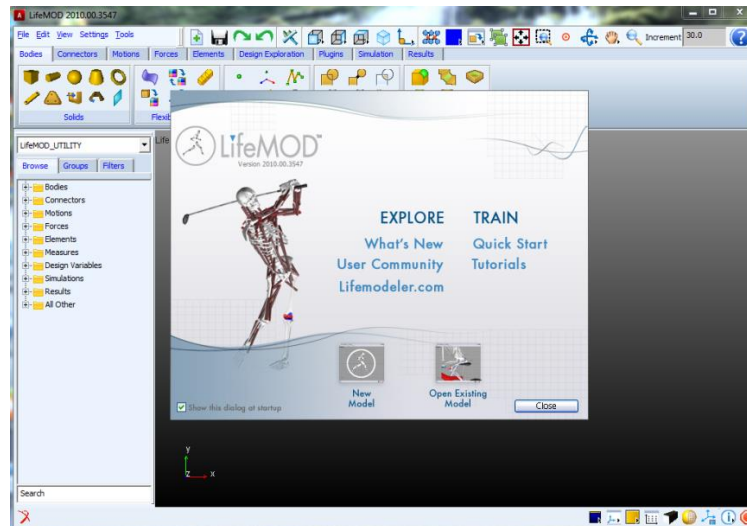 LifeMOD 2010.00.3547
File Edit View Settings Tools
Increment 30.0
Bodies Connectors Motions Forces Elements Design Exploration Plugins Simulation Results
Solids
LifeMOD_UTILITY
Browse Groups Filters
Bodies
Connectors
Motions
Forces
Elements
Measures
Design Variables
Simulations
Results
All Other
Search
LifeMOD™
Version 2010.00.3547
EXPLORE TRAIN
What's New Quick Start
User Community Tutorials
Lifemodeler.com
New Model
Open Existing Model
Show this dialog at startup
Close
y
z x